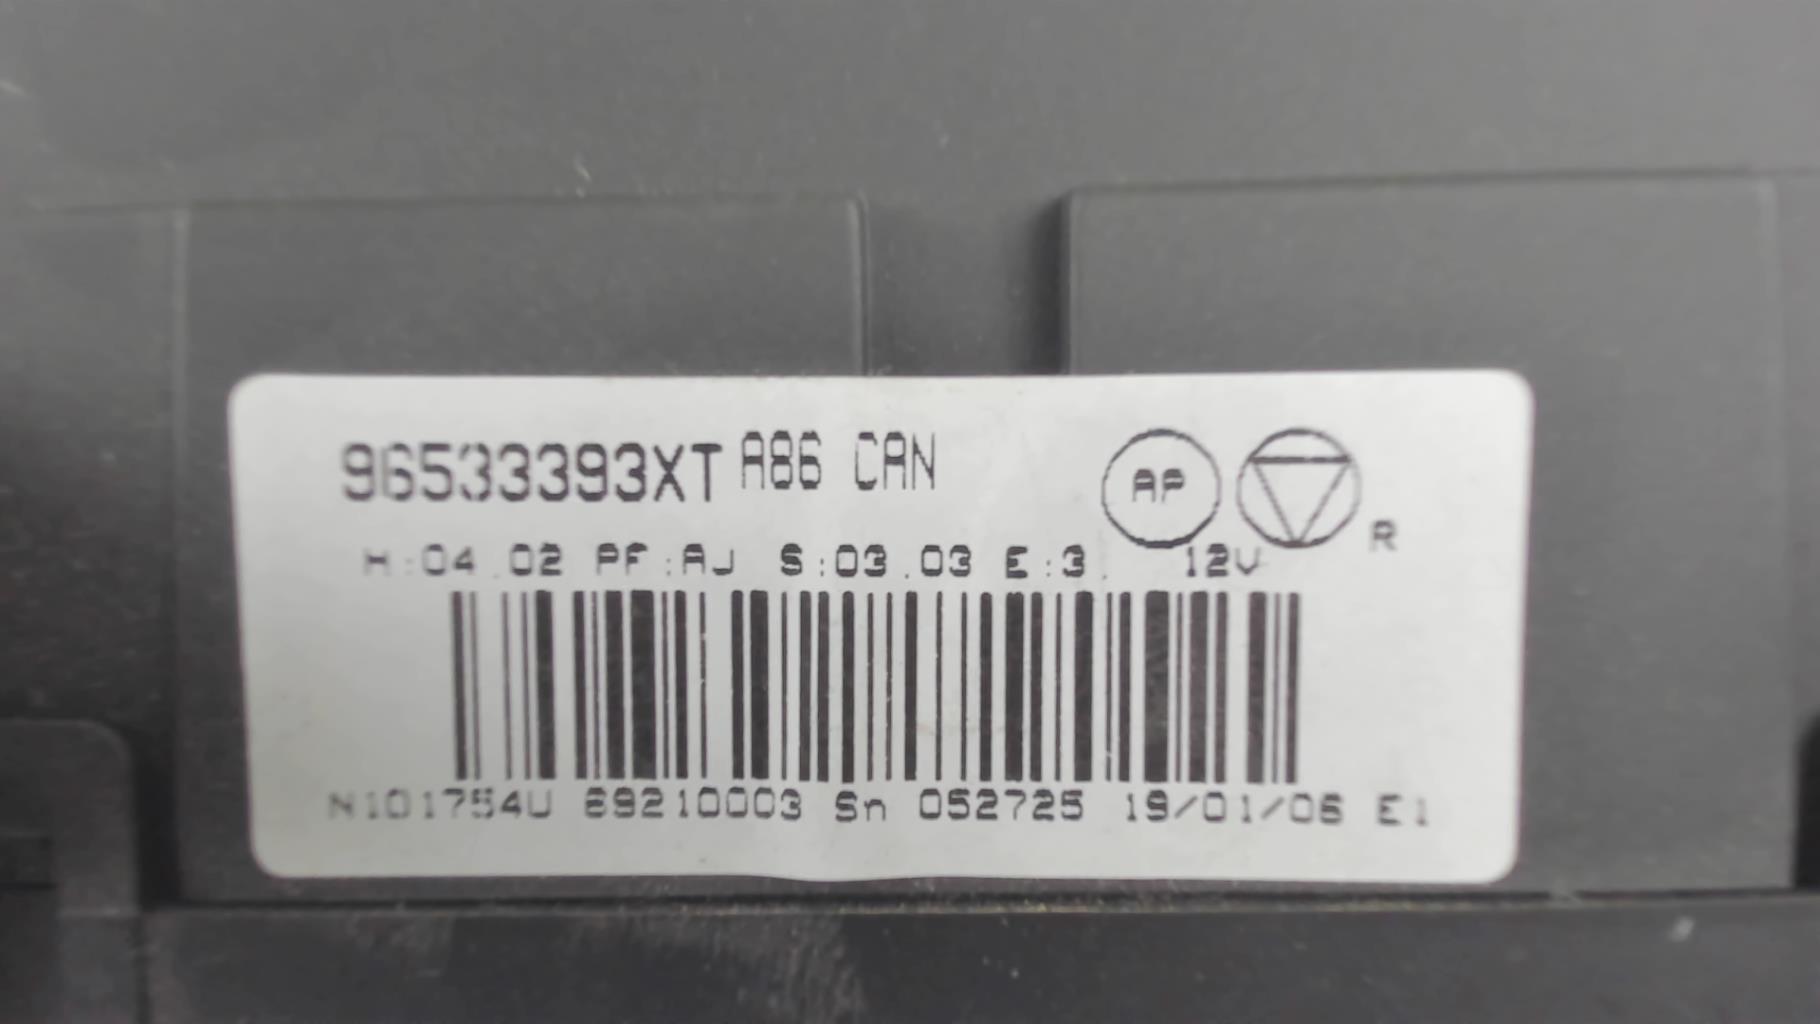 96533393XT A86 CAN AP R
H:04.02 PF:AJ S:03.03 E:3. 12V
N101754U 89210003 Sn 052725 19/01/06 E1